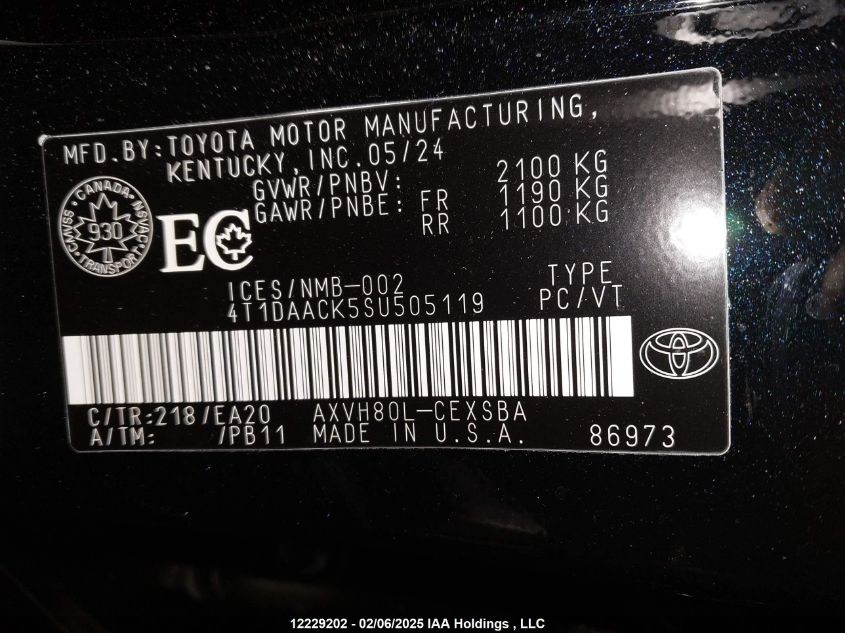 MFD.BY:TOYOTA MOTOR MANUFACTURING,
KENTUCKY,INC.05/24
GVWR/PNBV: 2100 KG
GAWR/PNBE: FR 1190 KG
RR 1100 KG
CANADA
CMVSS 930 NSVAC
TRANSPORT
EC
ICES/NMB-002 TYPE
4T1DAACK5SU505119 PC/VT
C/TR:218/EA20 AXVH80L-CEXSBA
A/TM: /PB11 MADE IN U.S.A. 86973
12229202 - 02/06/2025 IAA Holdings , LLC